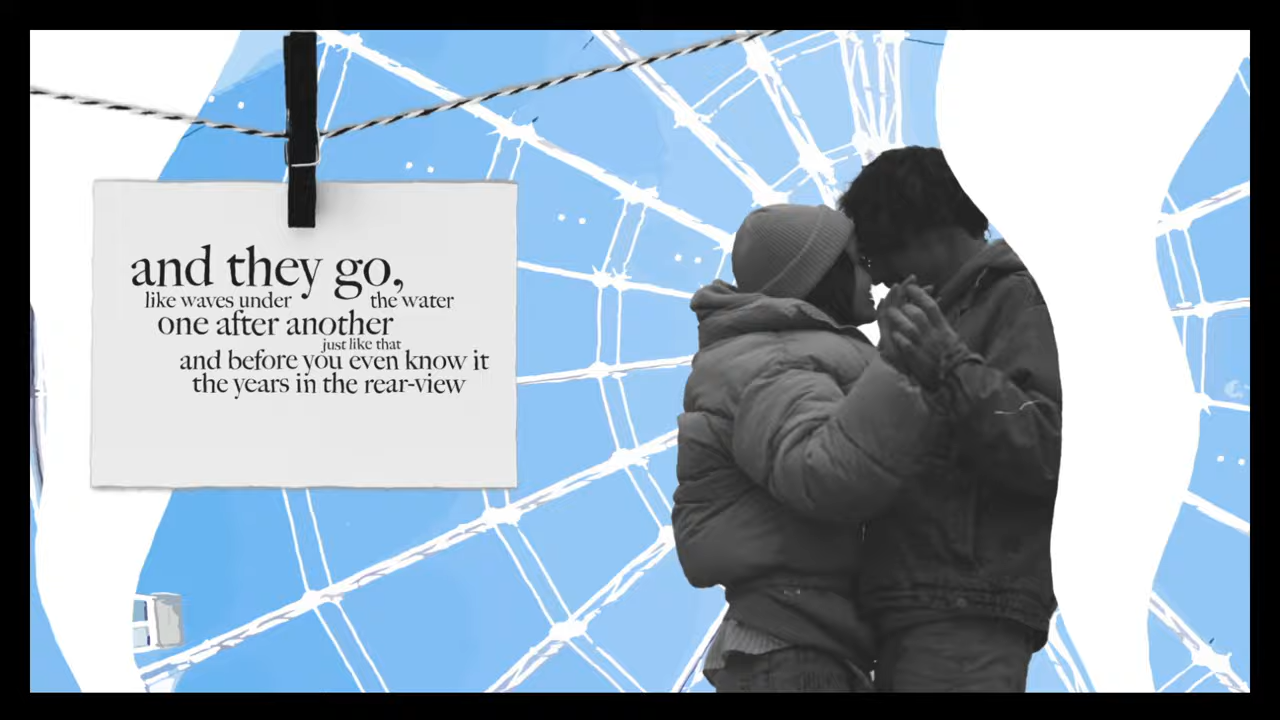 and they go,
like waves under the water
one after another
just like that
and before you even know it
the years in the rear-view